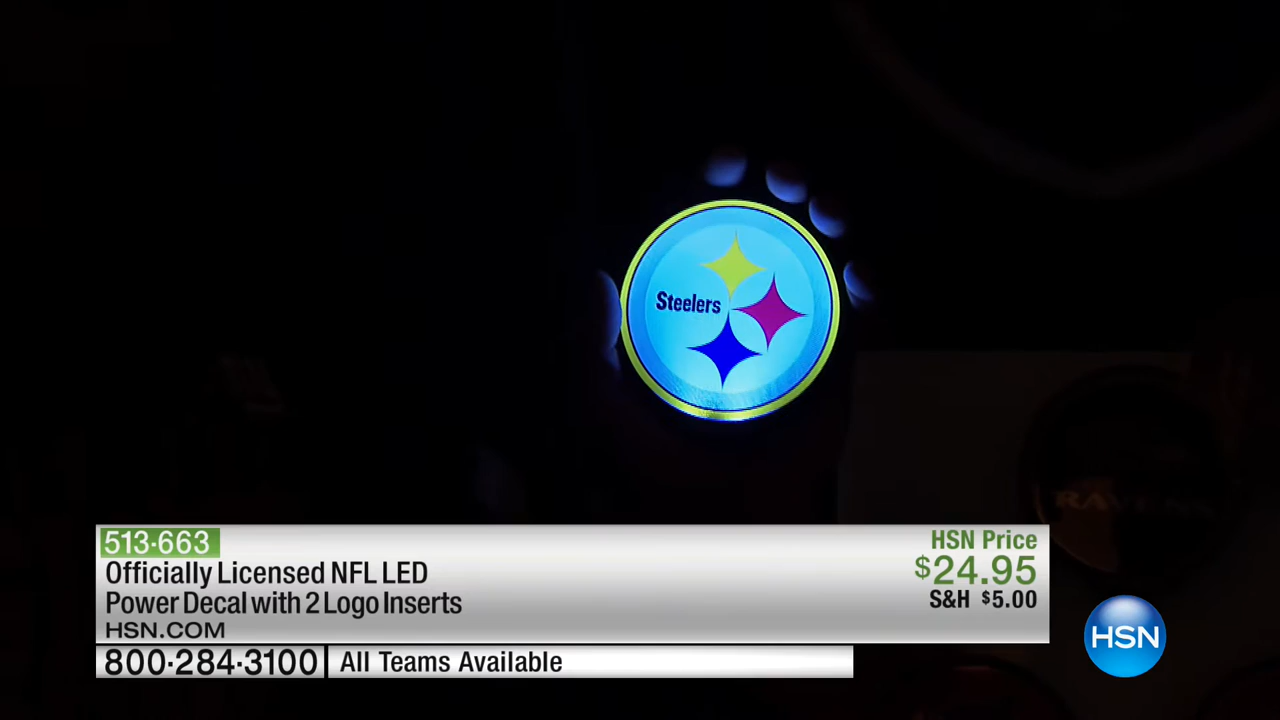 Steelers
RAVENS
513·663
Officially Licensed NFL LED
Power Decal with 2 Logo Inserts
HSN.COM
HSN Price
$24.95
S&H $5.00
HSN
800·284·3100
All Teams Available